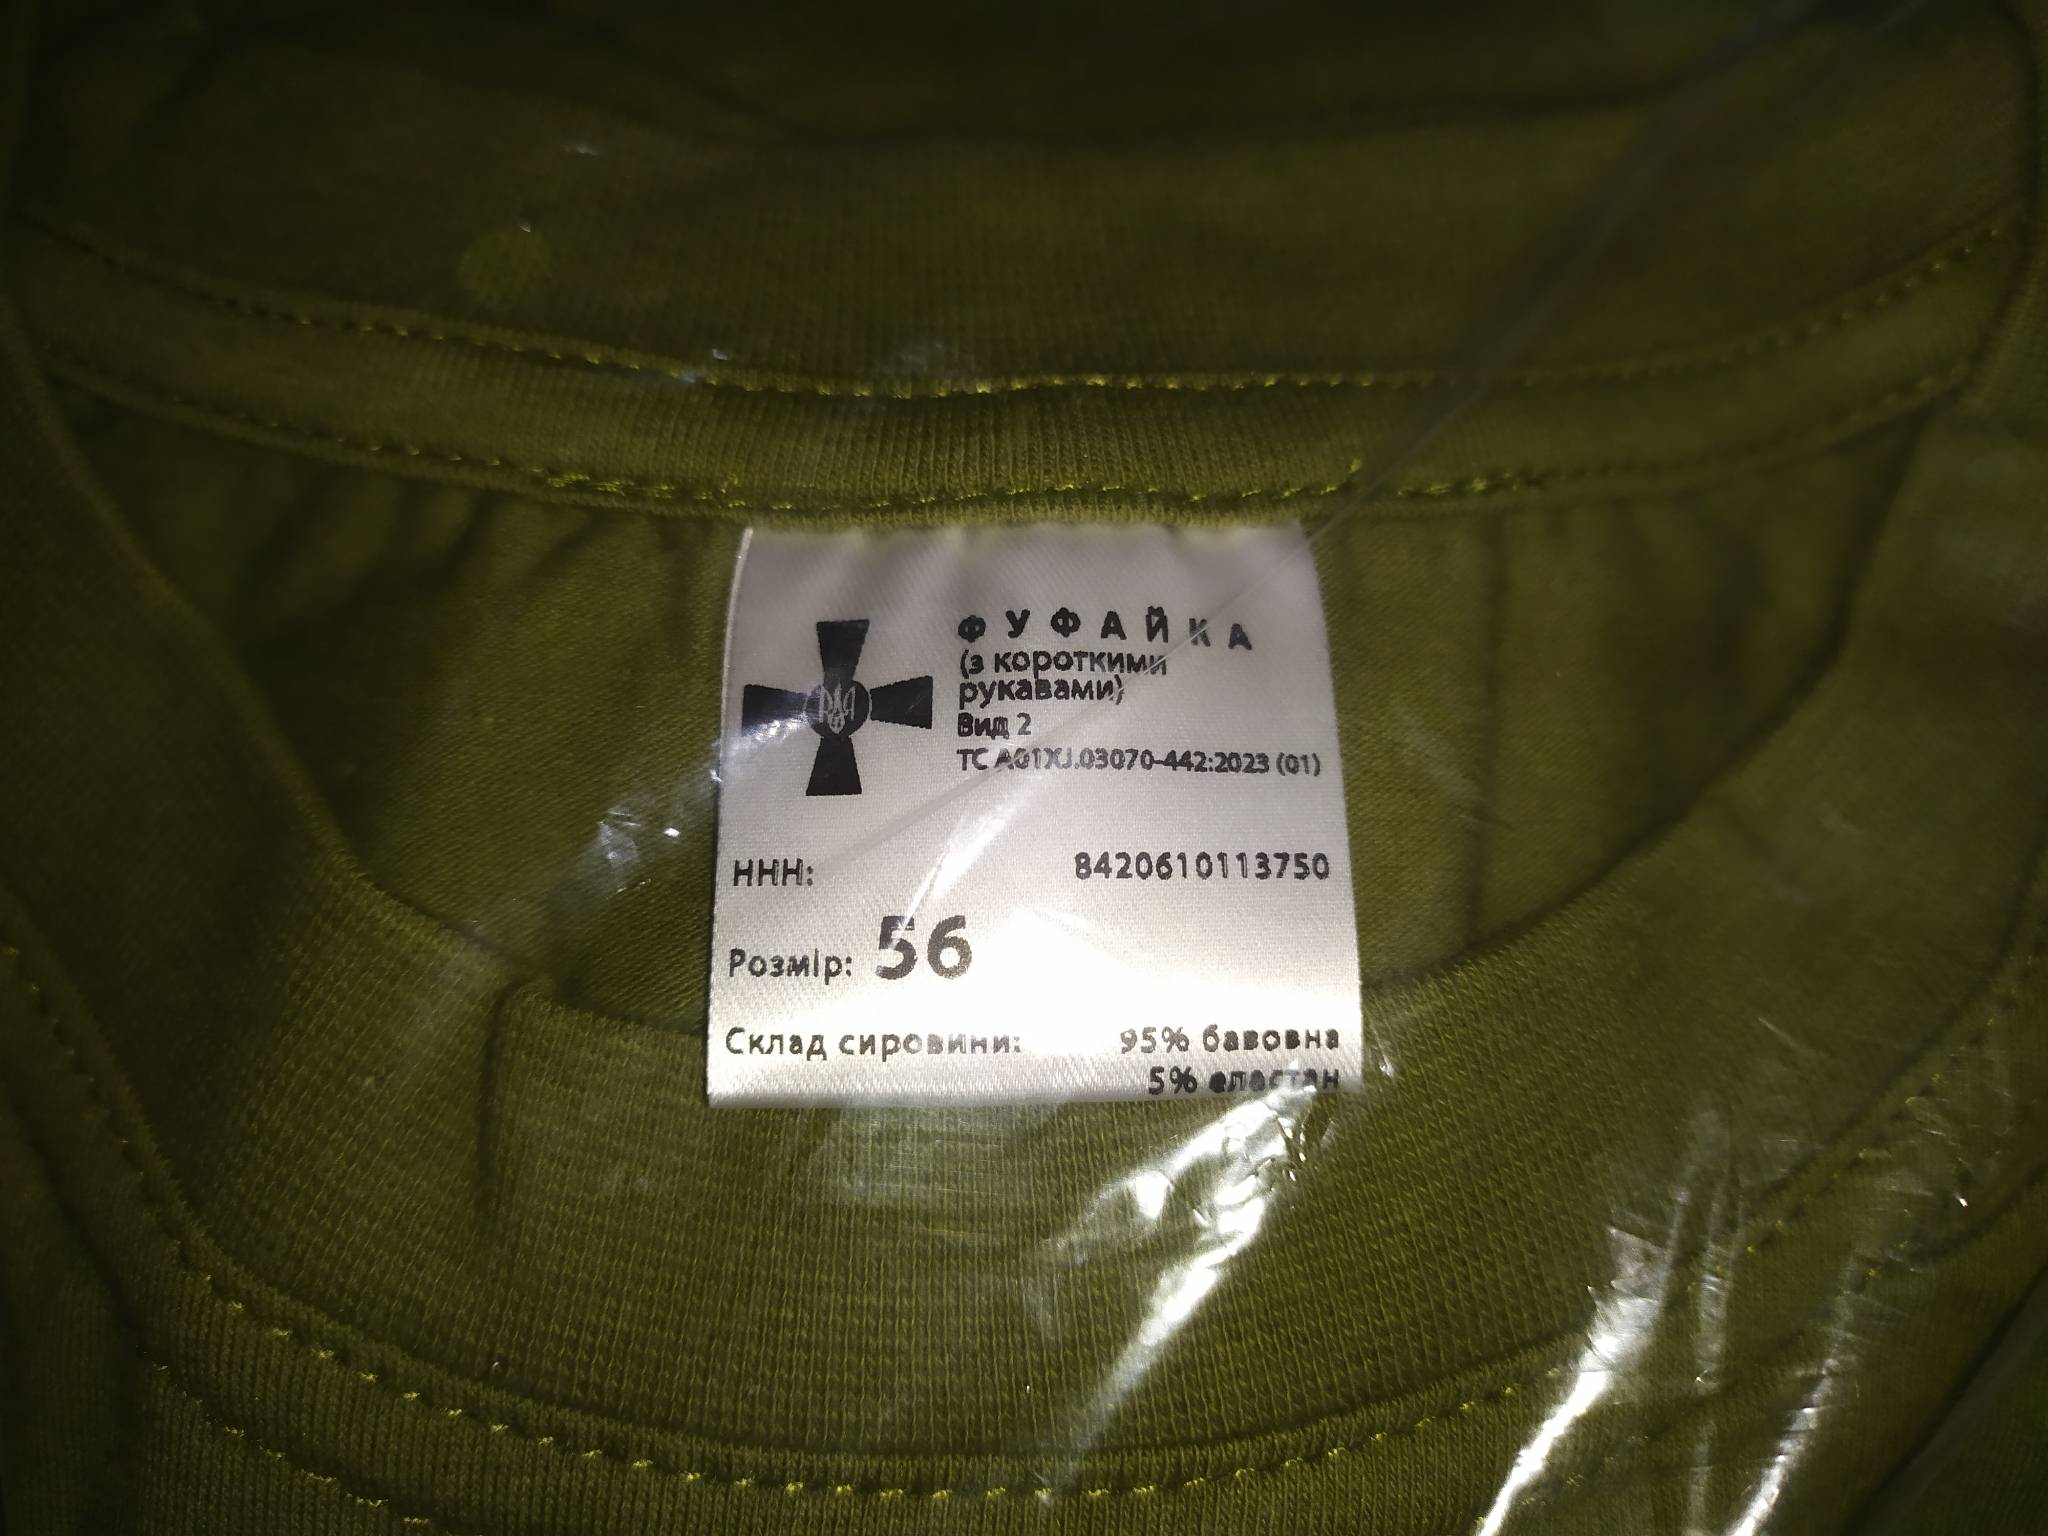 ФУФАЙКА
(з короткими
рукавами)
Вид 2
ТС А01XJ.03070-442:2023 (01)
ННН: 8420610113750
Розмір: 56
Склад сировини: 95% бавовна
5% еластан